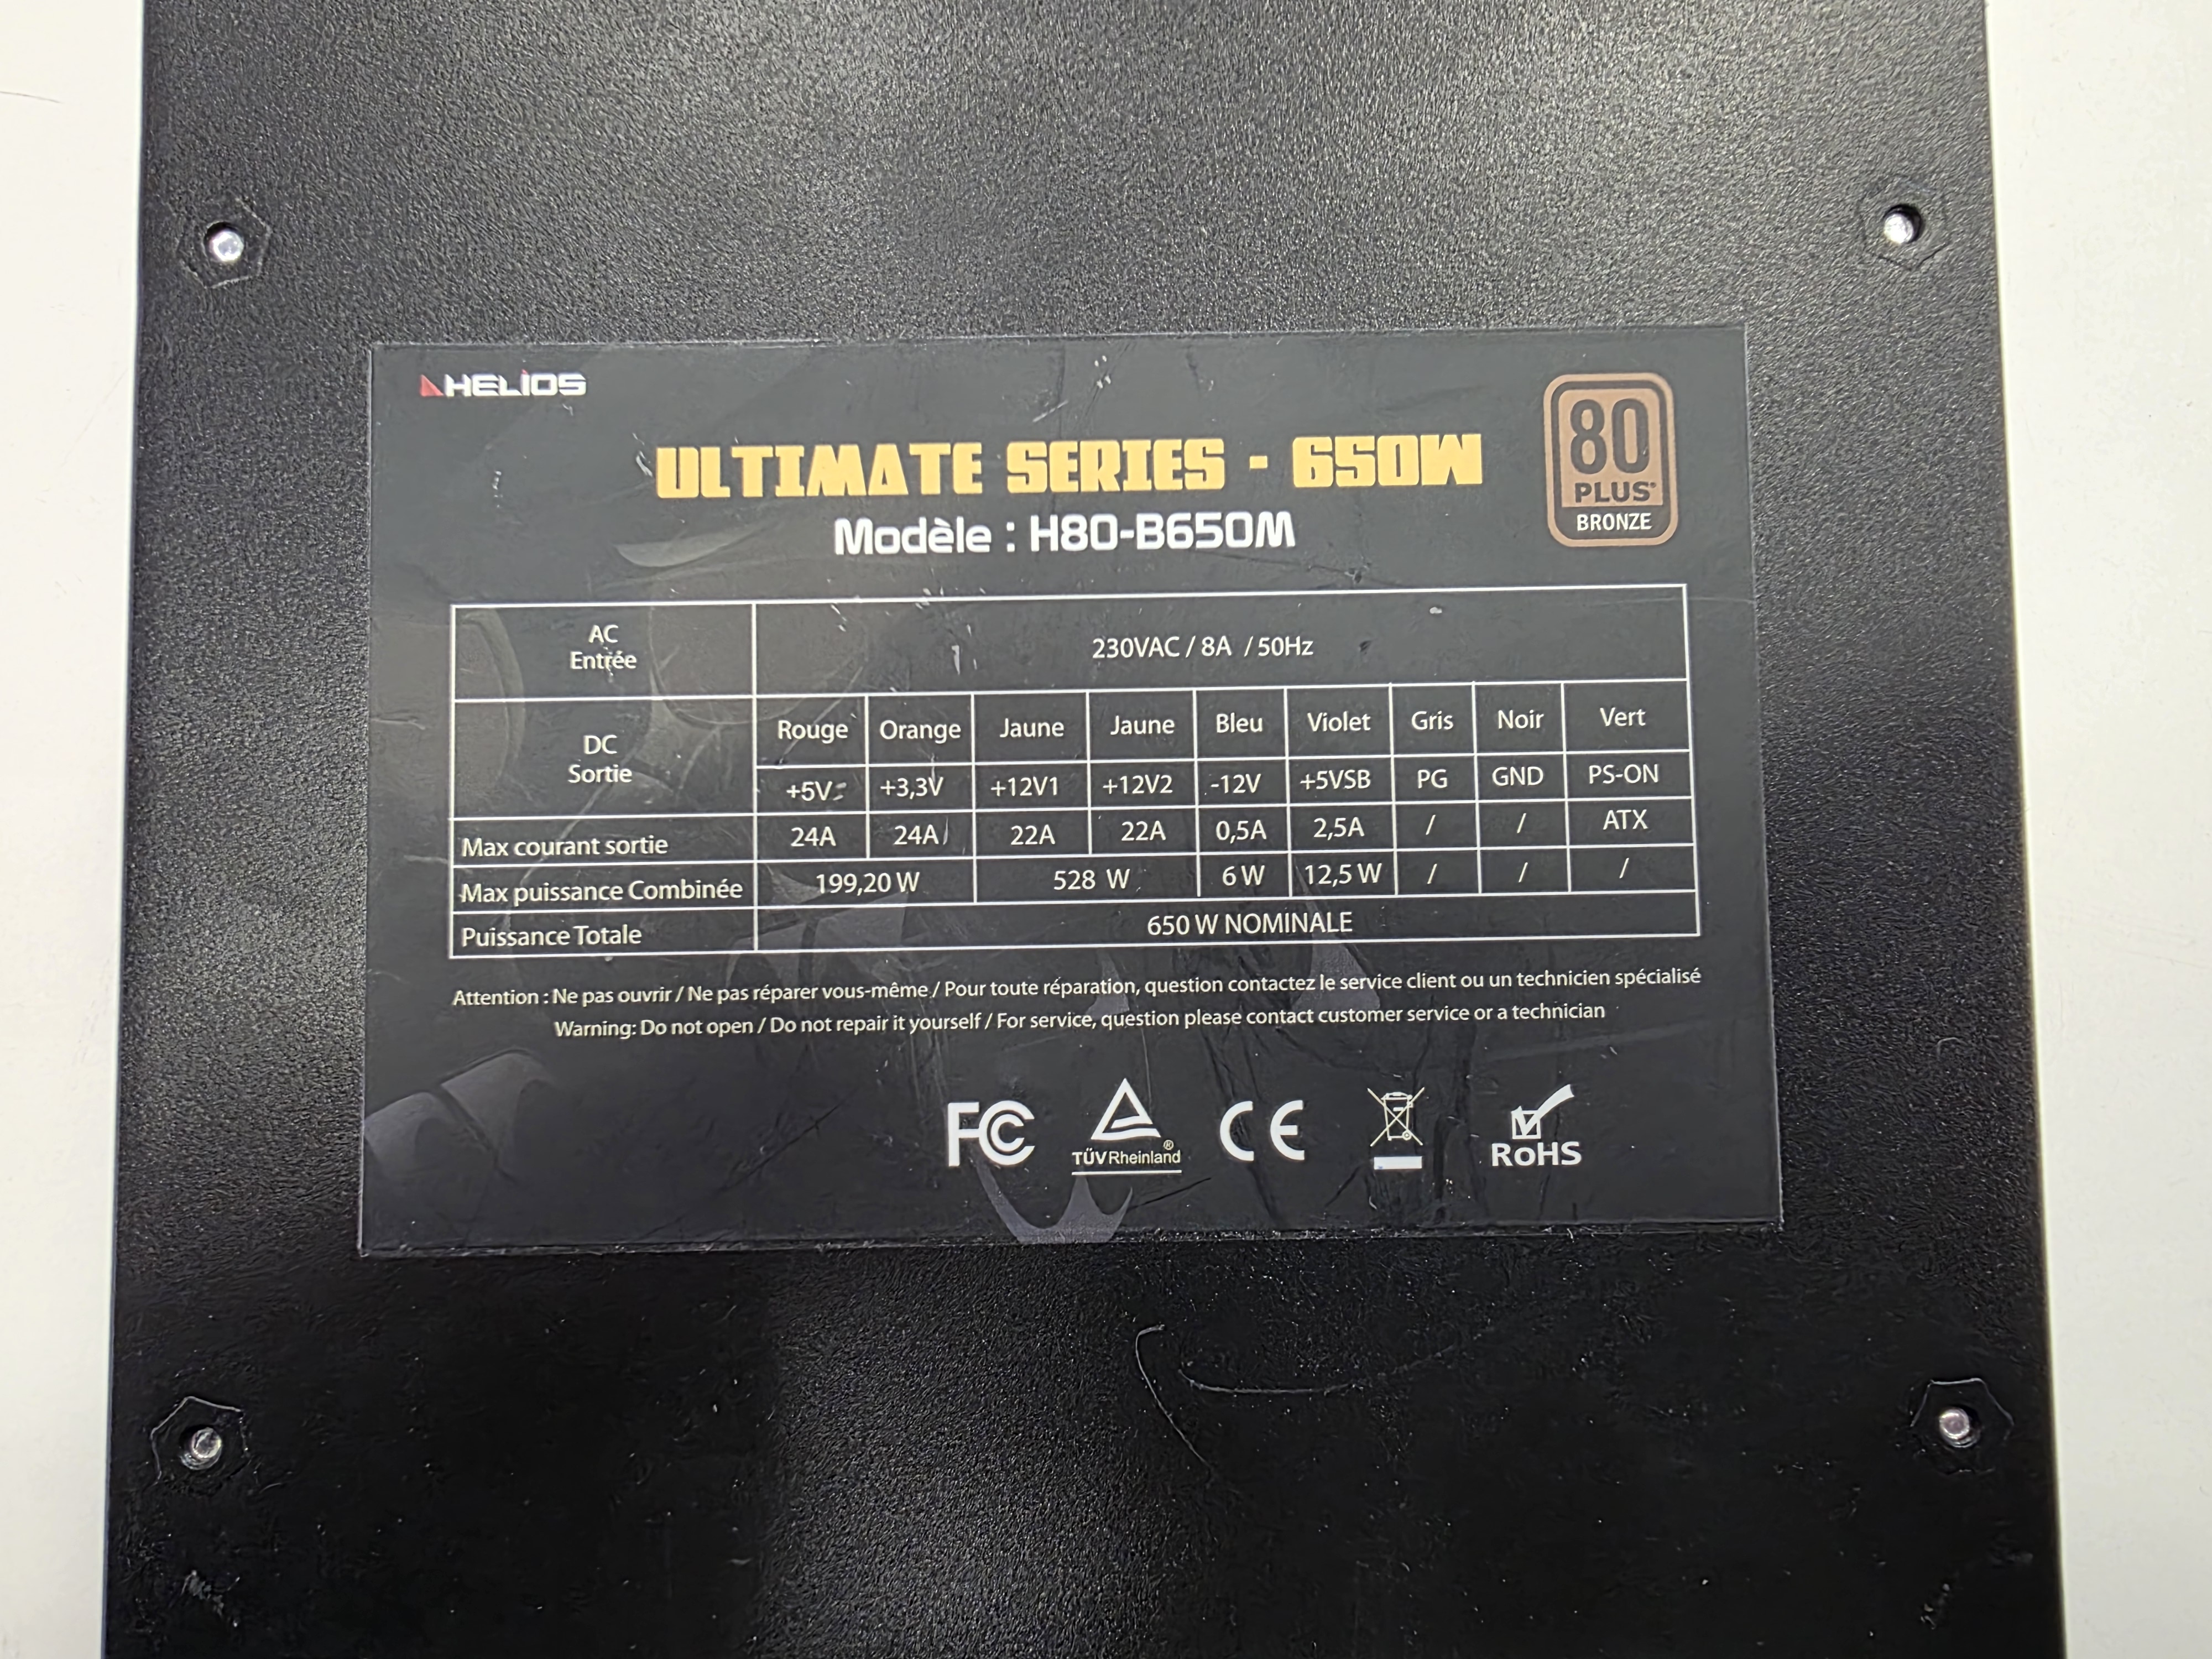 HELIOS
ULTIMATE SERIES - 650W
Modèle : H80-B650M
80
PLUS
BRONZE
AC
Entrée
230VAC / 8A / 50Hz
DC
Sortie
Rouge Orange Jaune Jaune Bleu Violet Gris Noir Vert
+5V +3,3V +12V1 +12V2 -12V +5VSB PG GND PS-ON
Max courant sortie 24A 24A 22A 22A 0,5A 2,5A / / ATX
Max puissance Combinée 199,20 W 528 W 6 W 12,5 W / / /
Puissance Totale 650 W NOMINALE
Attention : Ne pas ouvrir / Ne pas réparer vous-même / Pour toute réparation, question contactez le service client ou un technicien spécialisé
Warning: Do not open / Do not repair it yourself / For service, question please contact customer service or a technician
FC TÜVRheinland® CE RoHS